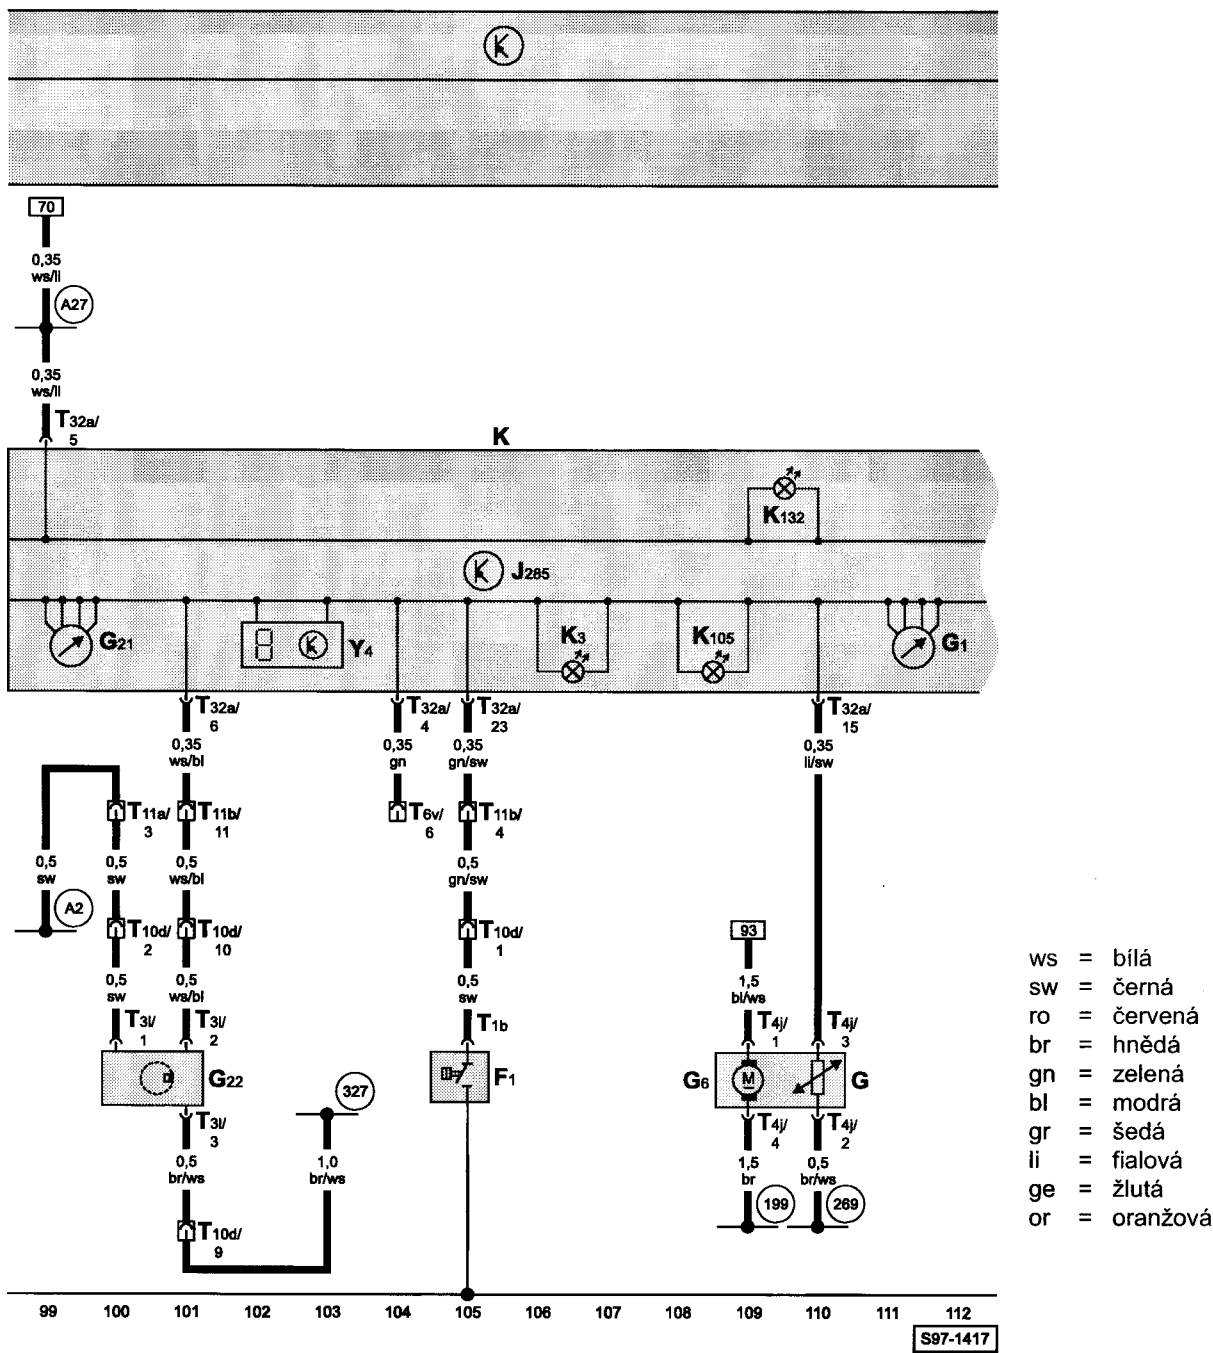 70
0,35
ws/li
A27
0,35
ws/li
T32a/
5
K
K132
J285
G21
Y4
K3
K105
G1
T32a/
6
T32a/
4
T32a/
23
T32a/
15
0,35
ws/bl
0,35
gn
0,35
gn/sw
0,35
li/sw
T11a/
3
T11b/
11
T6v/
6
T11b/
4
0,5
sw
0,5
sw
0,5
ws/bl
0,5
gn/sw
A2
T10d/
2
T10d/
10
T10d/
1
93
0,5
sw
0,5
ws/bl
0,5
sw
1,5
bl/ws
T3l/
1
T3l/
2
T1b
T4j/
1
T4j/
3
G22
F1
G6
M
G
327
T3l/
3
T4j/
4
T4j/
2
0,5
br/ws
1,0
br/ws
1,5
br
0,5
br/ws
199
269
T10d/
9
99 100 101 102 103 104 105 106 107 108 109 110 111 112
S97-1417
ws = bílá
sw = černá
ro = červená
br = hnědá
gn = zelená
bl = modrá
gr = šedá
li = fialová
ge = žlutá
or = oranžová